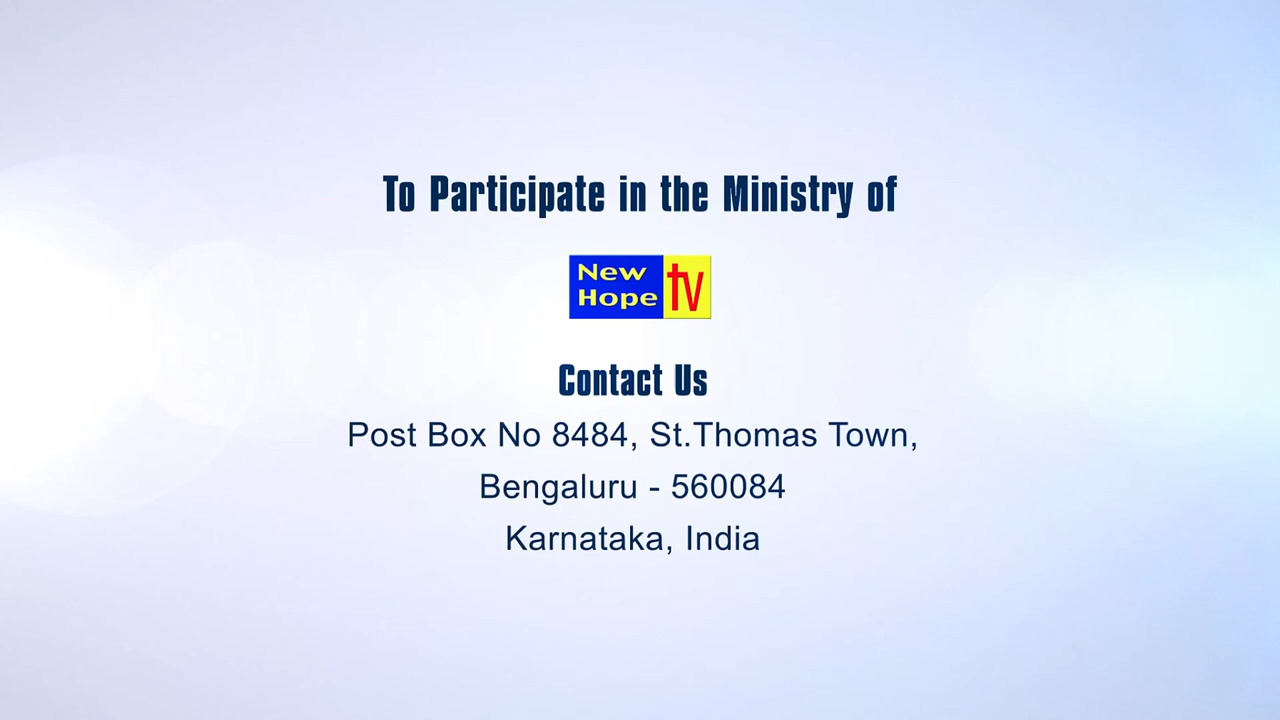 To Participate in the Ministry of
New
Hope
tv
Contact Us
Post Box No 8484, St.Thomas Town,
Bengaluru - 560084
Karnataka, India